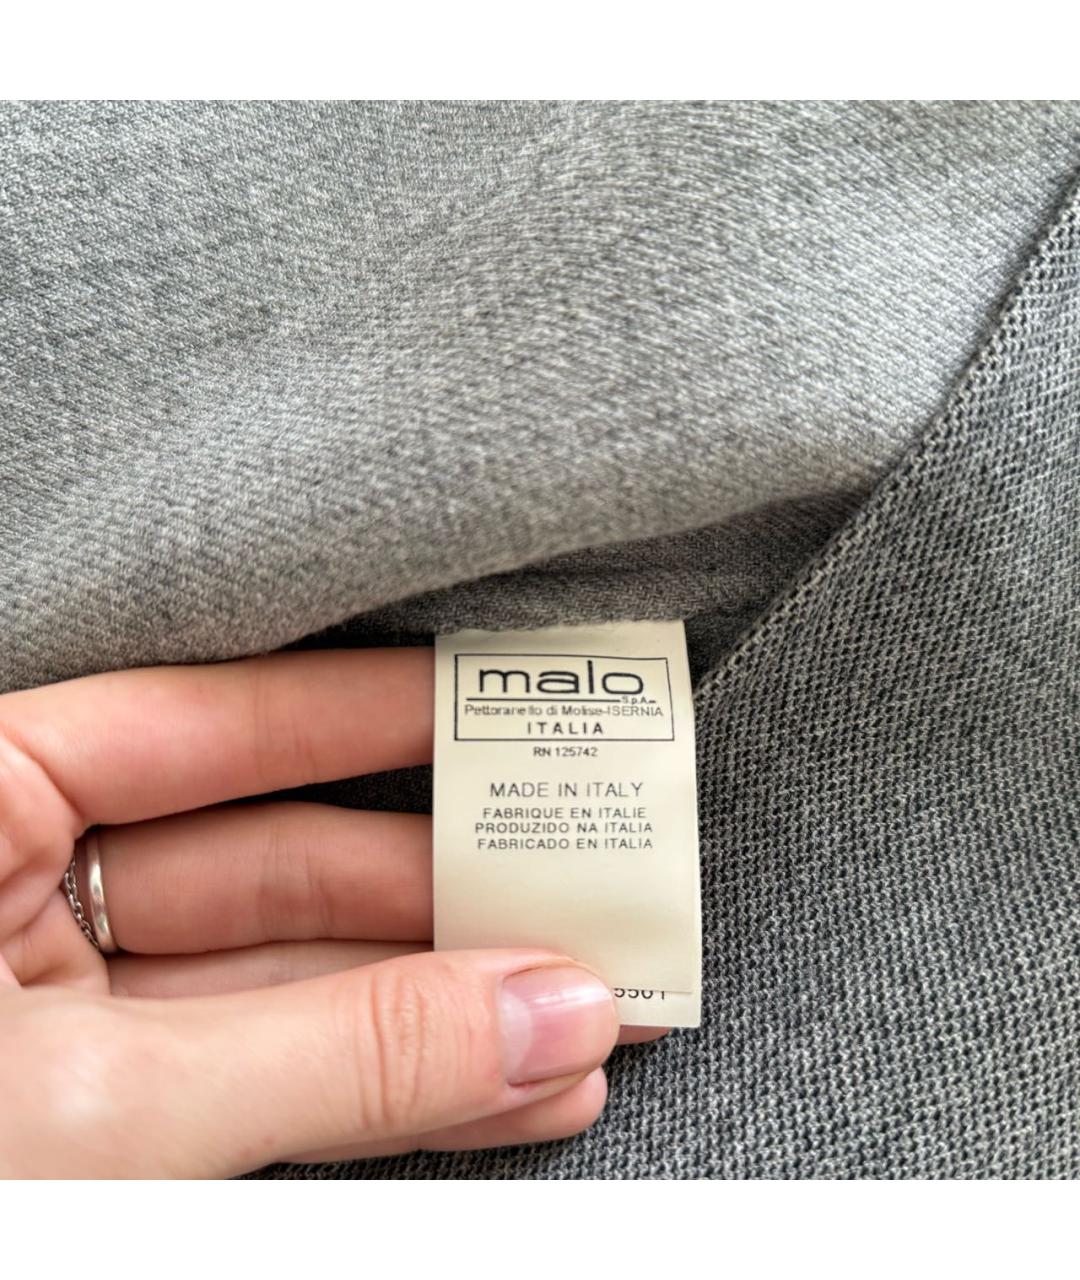 malo
S.p.A.
Pettoranello di Molise-ISERNIA
ITALIA
RN 125742
MADE IN ITALY
FABRIQUE EN ITALIE
PRODUZIDO NA ITALIA
FABRICADO EN ITALIA